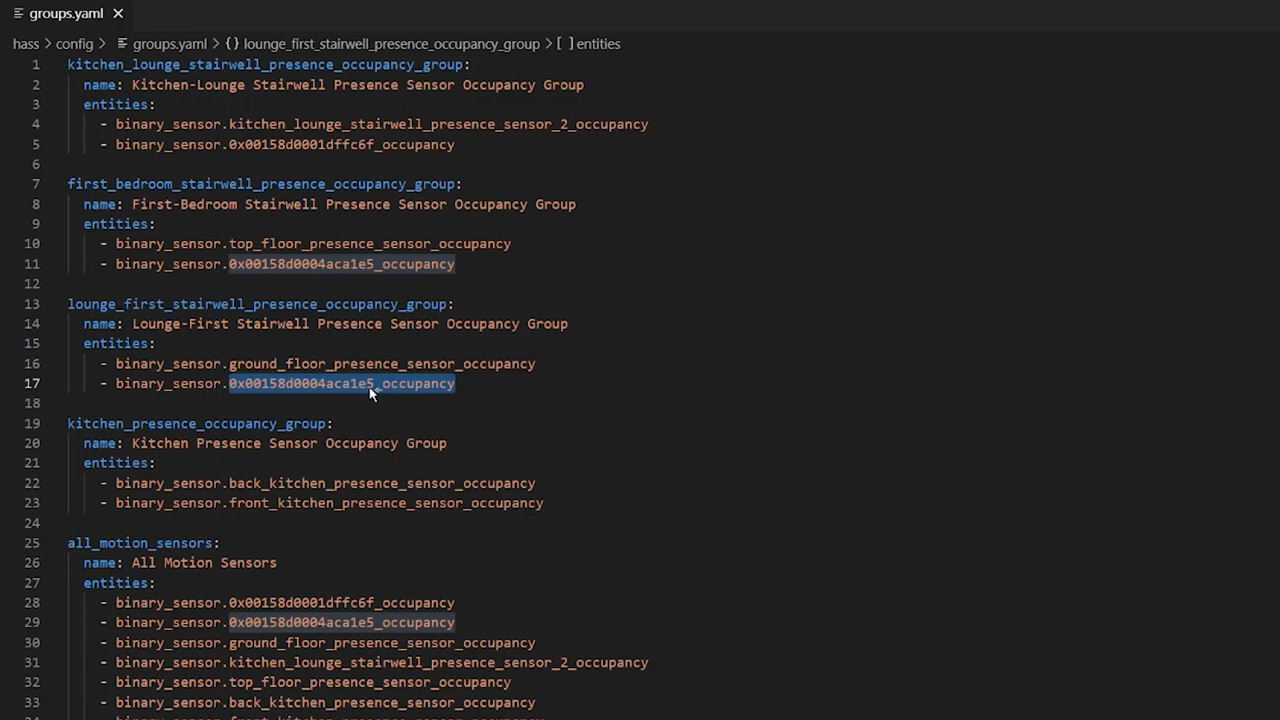 groups.yaml
hass > config > groups.yaml > {} lounge_first_stairwell_presence_occupancy_group > [ ] entities
1 kitchen_lounge_stairwell_presence_occupancy_group:
2 name: Kitchen-Lounge Stairwell Presence Sensor Occupancy Group
3 entities:
4 - binary_sensor.kitchen_lounge_stairwell_presence_sensor_2_occupancy
5 - binary_sensor.0x00158d0001dffc6f_occupancy
6
7 first_bedroom_stairwell_presence_occupancy_group:
8 name: First-Bedroom Stairwell Presence Sensor Occupancy Group
9 entities:
10 - binary_sensor.top_floor_presence_sensor_occupancy
11 - binary_sensor.0x00158d0004aca1e5_occupancy
12
13 lounge_first_stairwell_presence_occupancy_group:
14 name: Lounge-First Stairwell Presence Sensor Occupancy Group
15 entities:
16 - binary_sensor.ground_floor_presence_sensor_occupancy
17 - binary_sensor.0x00158d0004aca1e5_occupancy
18
19 kitchen_presence_occupancy_group:
20 name: Kitchen Presence Sensor Occupancy Group
21 entities:
22 - binary_sensor.back_kitchen_presence_sensor_occupancy
23 - binary_sensor.front_kitchen_presence_sensor_occupancy
24
25 all_motion_sensors:
26 name: All Motion Sensors
27 entities:
28 - binary_sensor.0x00158d0001dffc6f_occupancy
29 - binary_sensor.0x00158d0004aca1e5_occupancy
30 - binary_sensor.ground_floor_presence_sensor_occupancy
31 - binary_sensor.kitchen_lounge_stairwell_presence_sensor_2_occupancy
32 - binary_sensor.top_floor_presence_sensor_occupancy
33 - binary_sensor.back_kitchen_presence_sensor_occupancy